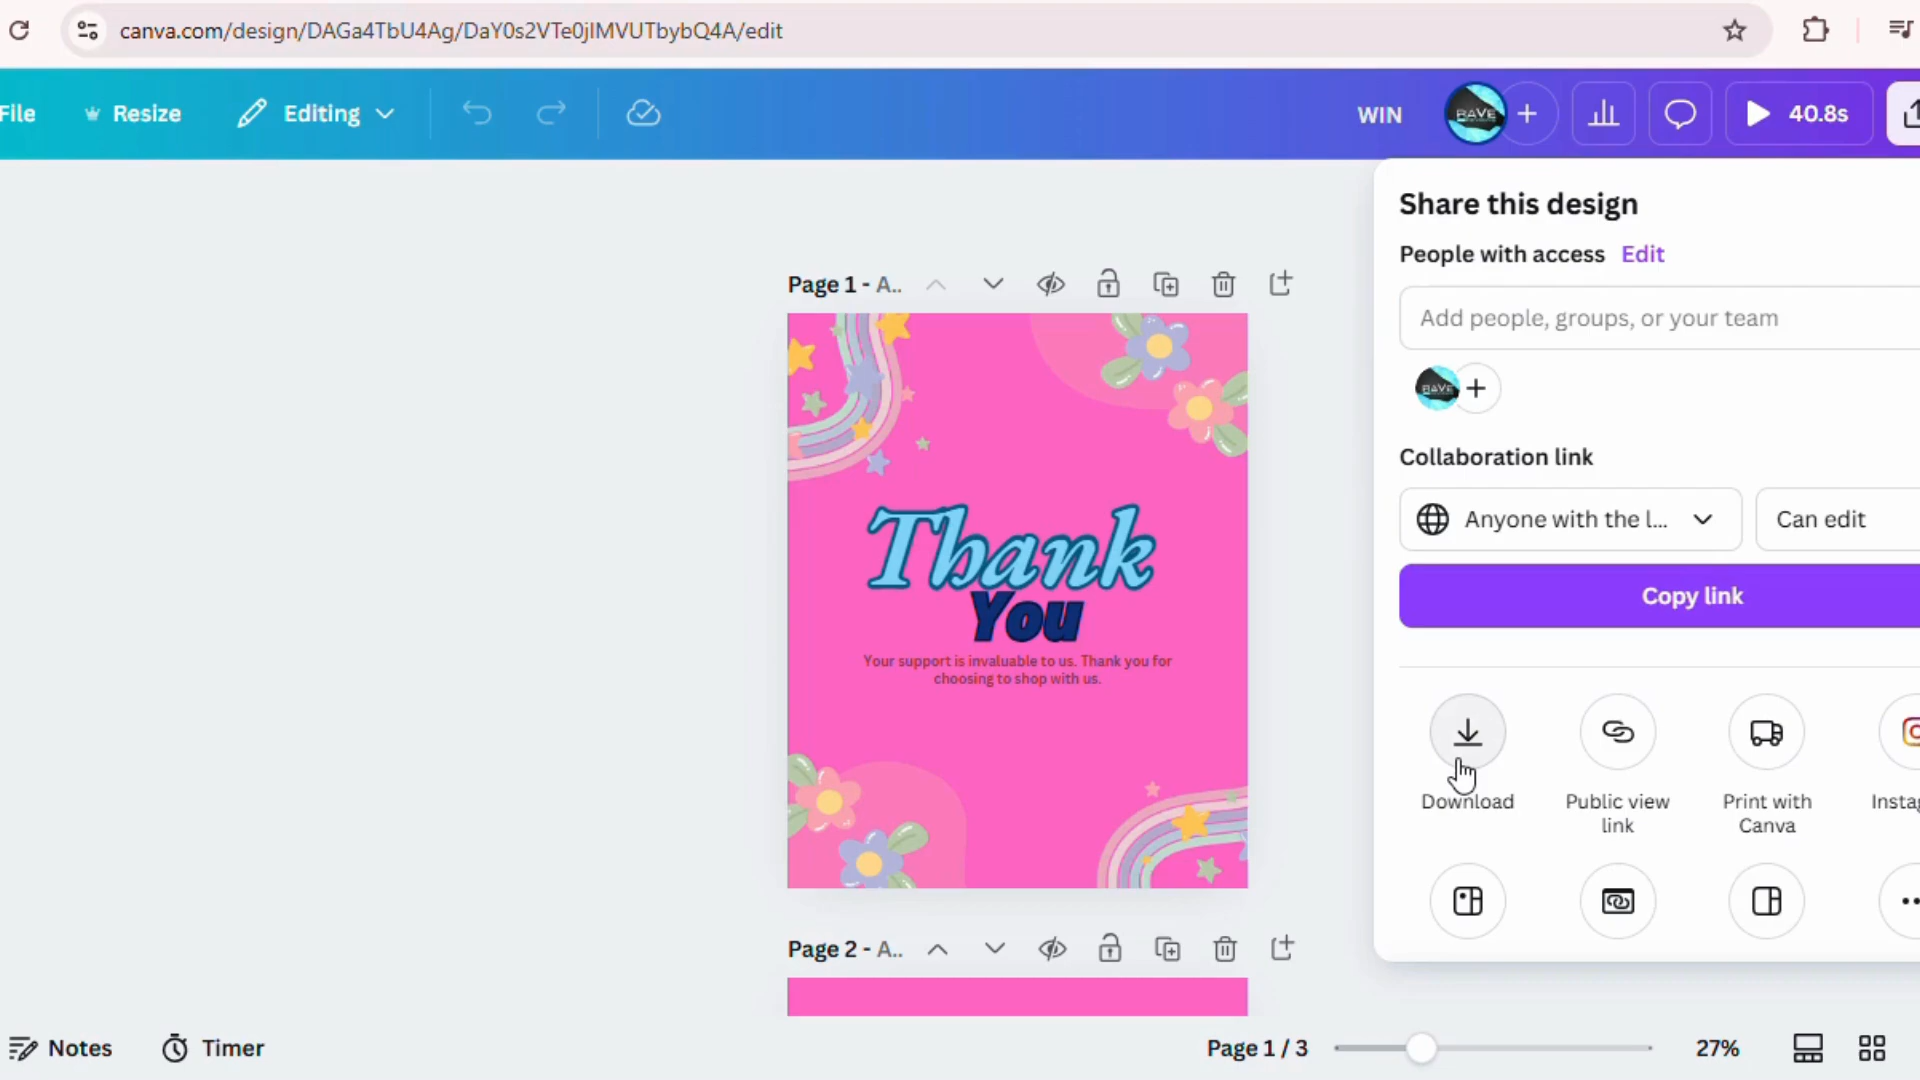 canva.com/design/DAGa4TbU4Ag/DaY0s2VTe0jIMVUTbybQ4A/edit
File
Resize
Editing
WIN
RAVE
40.8s
Share this design
People with access Edit
Add people, groups, or your team
RAVE
Collaboration link
Anyone with the l...
Can edit
Copy link
Download
Public view
link
Print with
Canva
Insta
Page 1 - A..
Thank
You
Your support is invaluable to us. Thank you for
choosing to shop with us.
Page 2 - A..
Notes
Timer
Page 1 / 3
27%